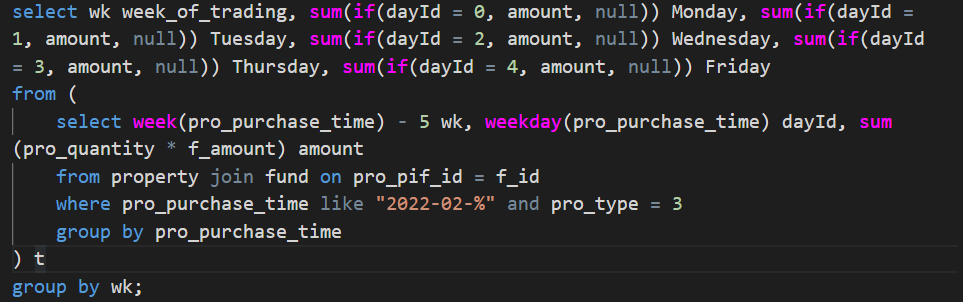 select wk week_of_trading, sum(if(dayId = 0, amount, null)) Monday, sum(if(dayId =
1, amount, null)) Tuesday, sum(if(dayId = 2, amount, null)) Wednesday, sum(if(dayId
= 3, amount, null)) Thursday, sum(if(dayId = 4, amount, null)) Friday
from (
    select week(pro_purchase_time) - 5 wk, weekday(pro_purchase_time) dayId, sum
(pro_quantity * f_amount) amount
    from property join fund on pro_pif_id = f_id
    where pro_purchase_time like "2022-02-%" and pro_type = 3
    group by pro_purchase_time
) t
group by wk;